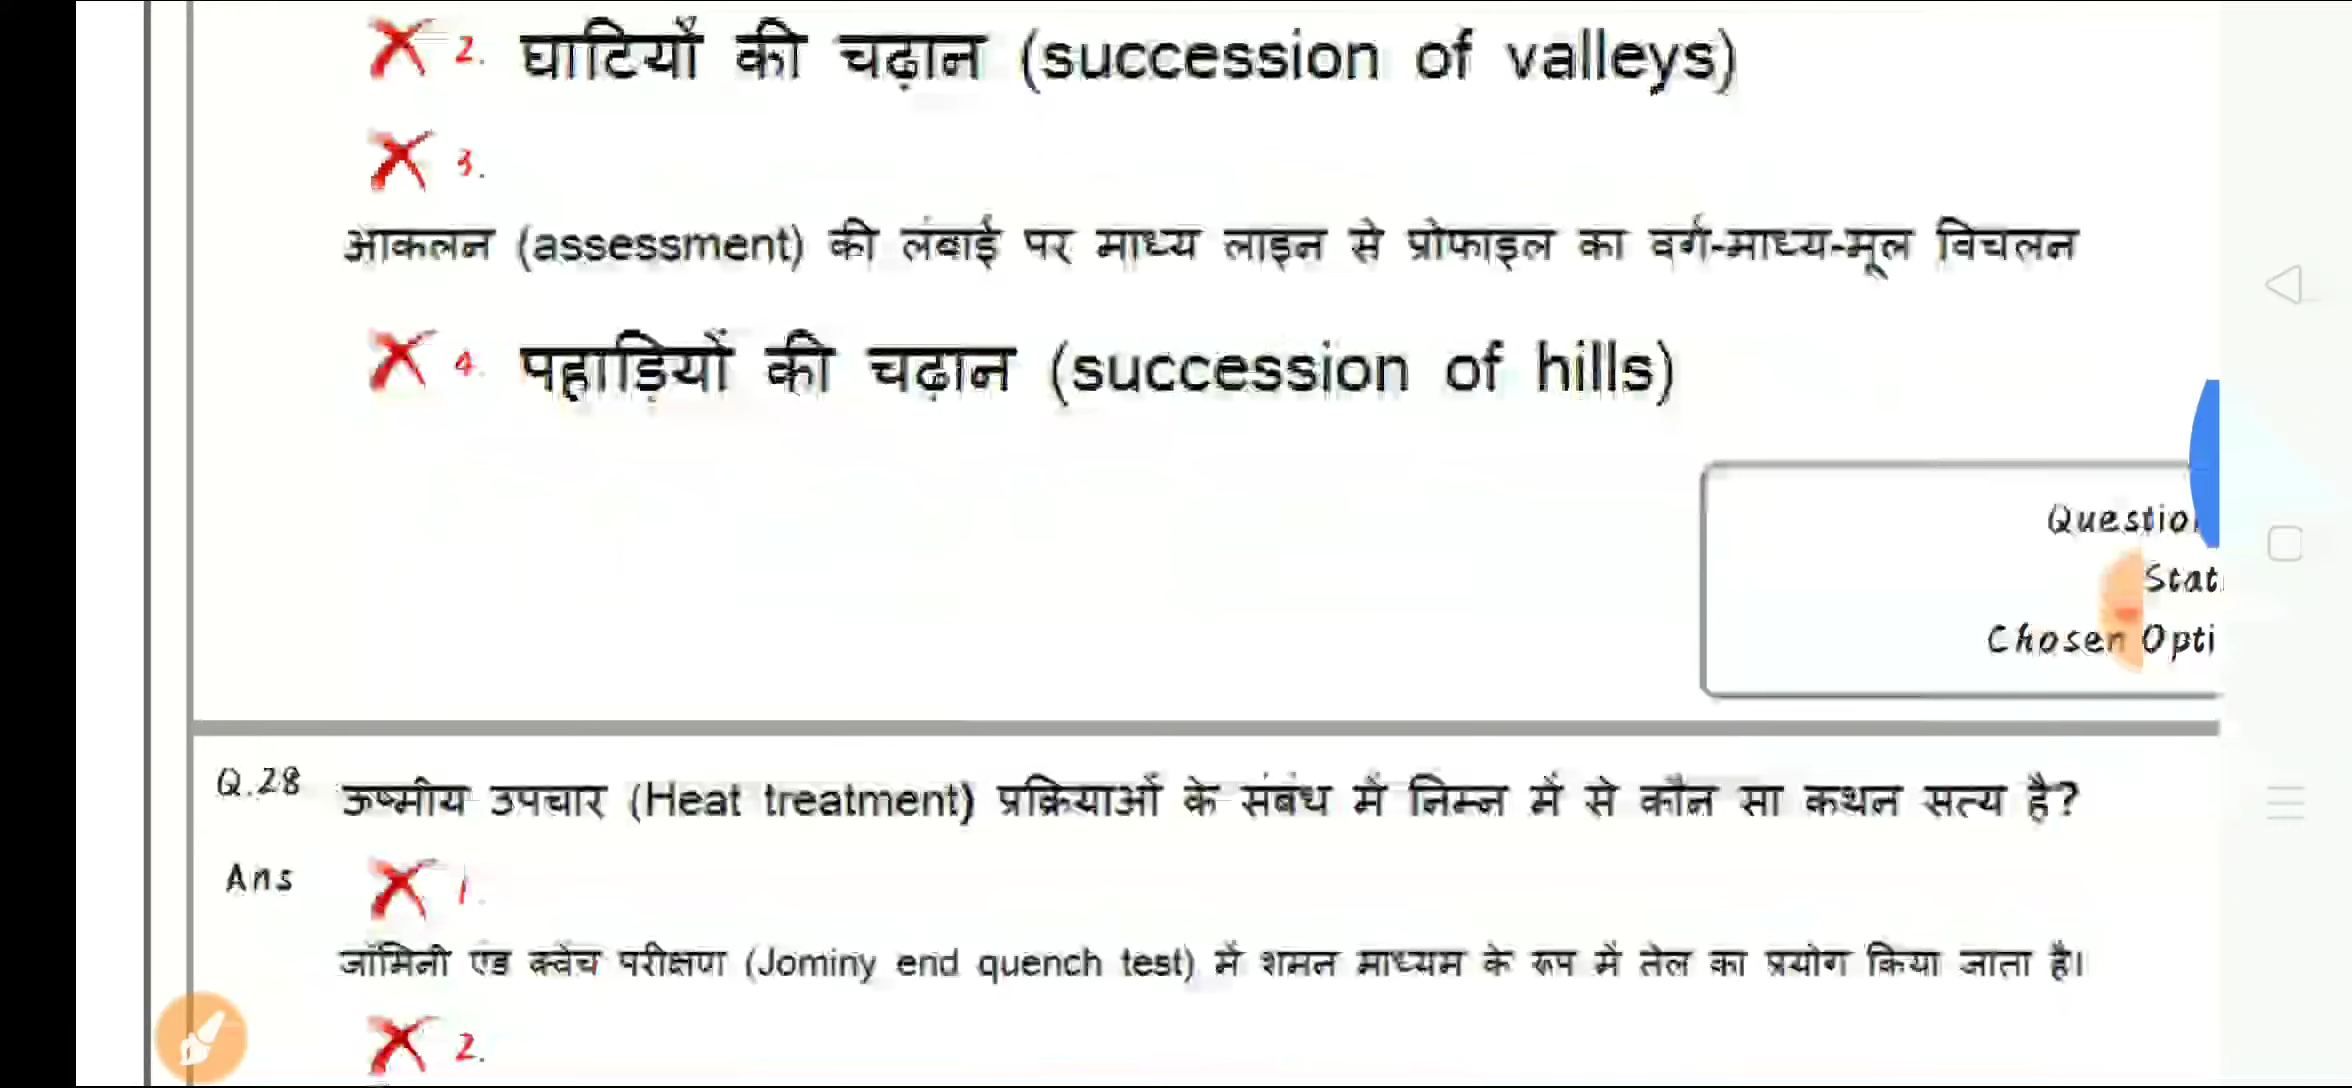 2. घाटियों की चढ़ान (succession of valleys)
3.
आकलन (assessment) की लंबाई पर माध्य लाइन से प्रोफाइल का वर्ग-माध्य-मूल विचलन
4. पहाड़ियों की चढ़ान (succession of hills)
Questio
Stat
Chosen Opti
Q.28 ऊष्मीय उपचार (Heat treatment) प्रक्रियाओं के संबंध में निम्न में से कौन सा कथन सत्य है?
Ans 1.
जॉमिनी एंड क्वेंच परीक्षण (Jominy end quench test) में शमन माध्यम के रूप में तेल का प्रयोग किया जाता है।
2.